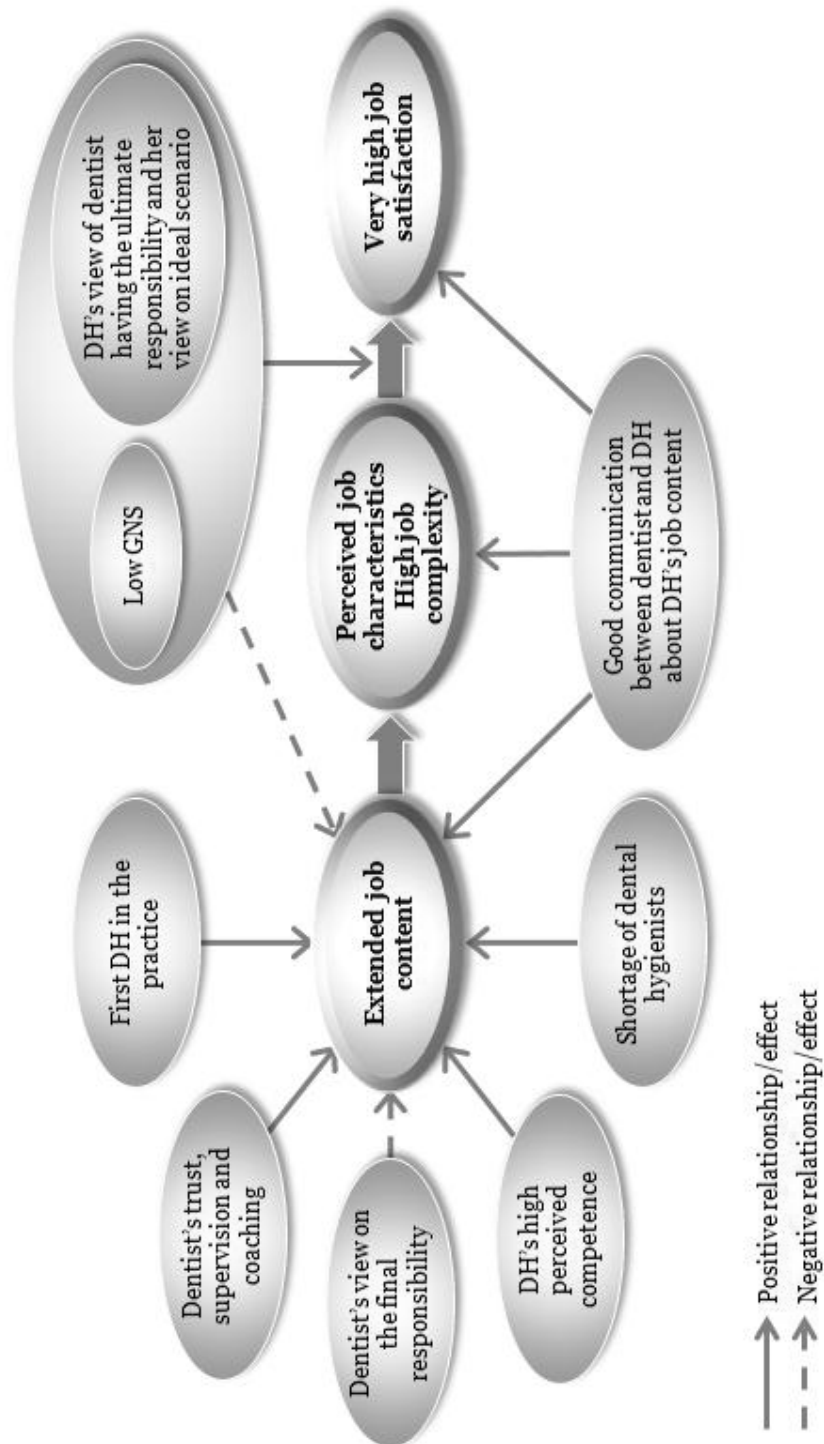 Dentist's trust,
supervision and
coaching
First DH in the
practice
Low GNS
DH's view of dentist
having the ultimate
responsibility and her
view on ideal scenario
Dentist's view on
the final
responsibility
Extended job
content
Perceived job
characteristics
High job
complexity
Very high job
satisfaction
DH's high
perceived
competence
Shortage of dental
hygienists
Good communication
between dentist and DH
about DH's job content
Positive relationship/effect
Negative relationship/effect